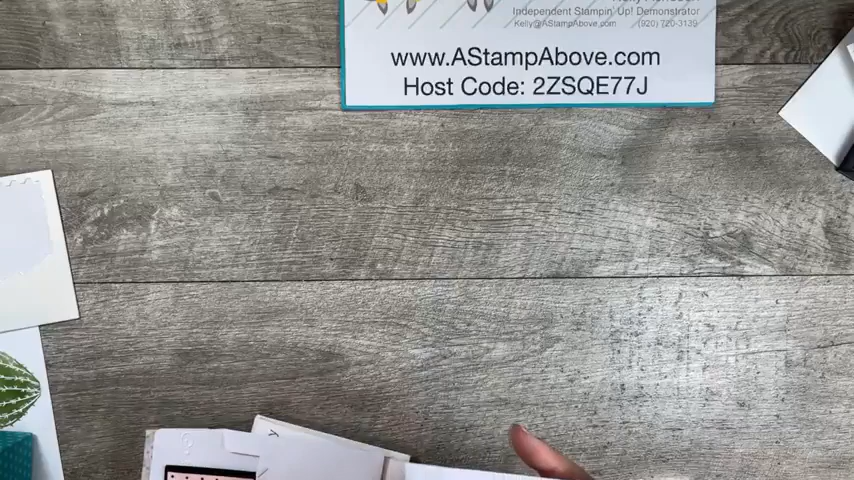 Independent Stampin' Up! Demonstrator
Kelly@AStampAbove.com (920) 720-3139
www.AStampAbove.com
Host Code: 2ZSQE77J